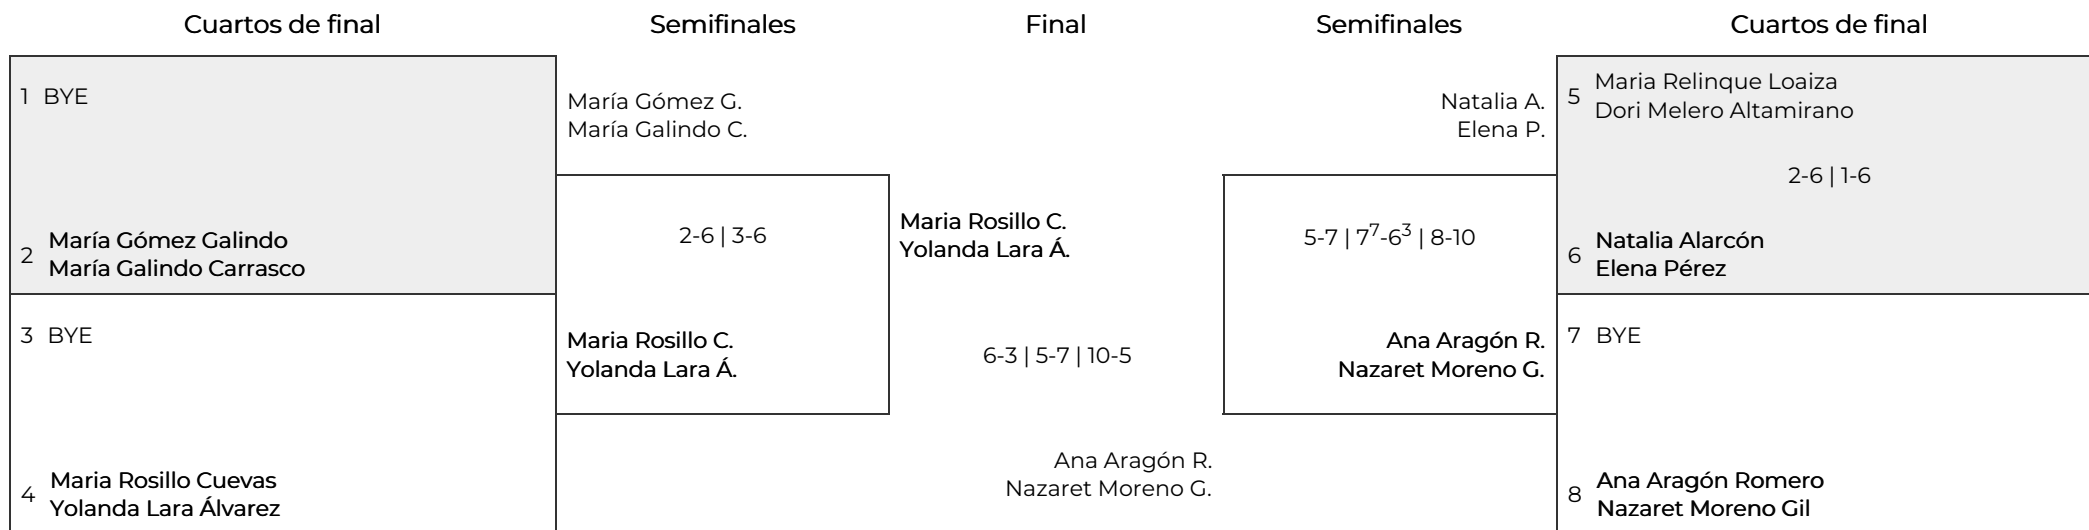 Cuartos de final
Semifinales
Final
Semifinales
Cuartos de final
1 BYE
2 María Gómez Galindo
María Galindo Carrasco
3 BYE
4 Maria Rosillo Cuevas
Yolanda Lara Álvarez
María Gómez G.
María Galindo C.
2-6 | 3-6
Maria Rosillo C.
Yolanda Lara Á.
Maria Rosillo C.
Yolanda Lara Á.
6-3 | 5-7 | 10-5
Ana Aragón R.
Nazaret Moreno G.
Natalia A.
Elena P.
5-7 | 7⁷-6³ | 8-10
Ana Aragón R.
Nazaret Moreno G.
5 Maria Relinque Loaiza
Dori Melero Altamirano
2-6 | 1-6
6 Natalia Alarcón
Elena Pérez
7 BYE
8 Ana Aragón Romero
Nazaret Moreno Gil